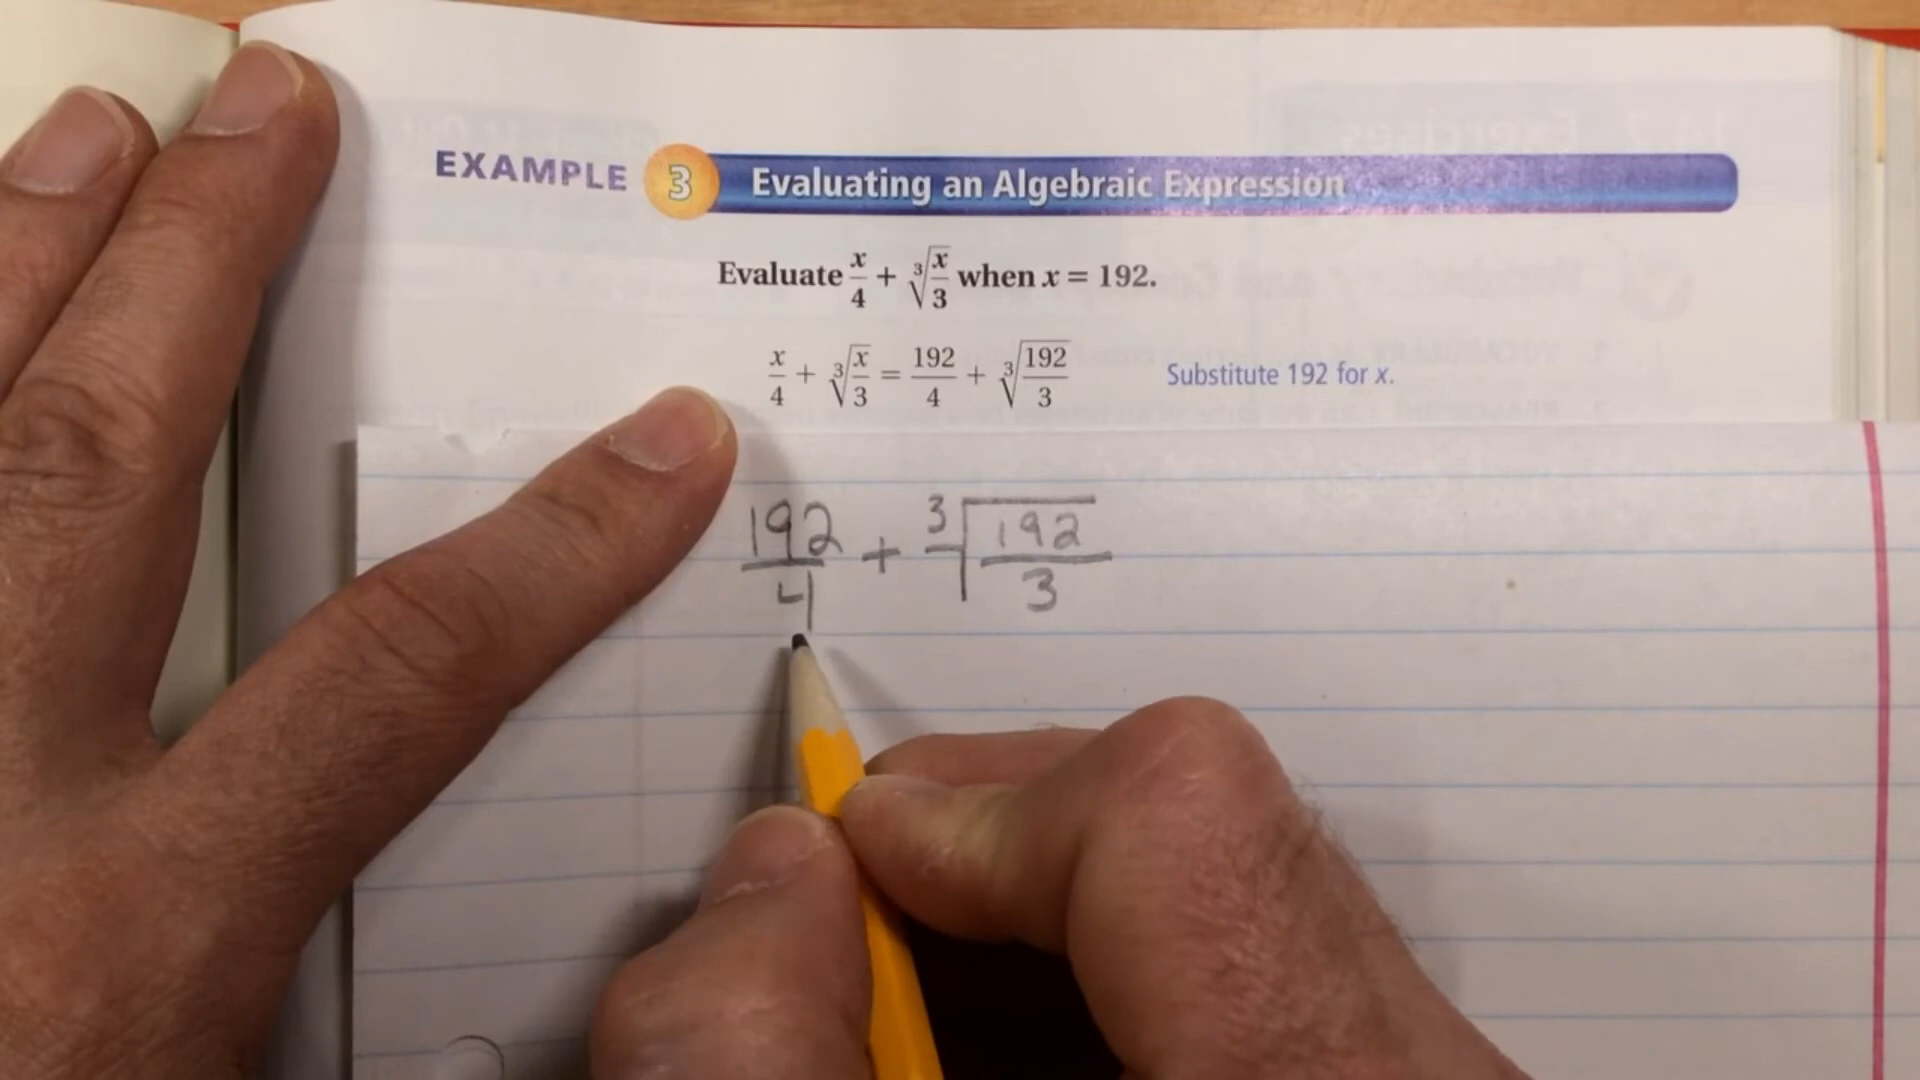 EXAMPLE 3 Evaluating an Algebraic Expression
Evaluate x/4 + ∛(x/3) when x = 192.
x/4 + ∛(x/3) = 192/4 + ∛(192/3) Substitute 192 for x.
192/4 + ∛(192/3)